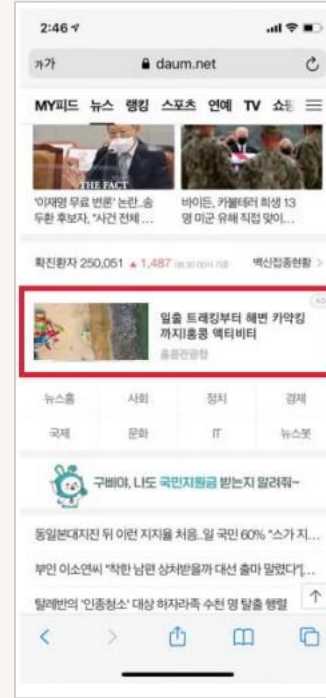 2:46
가가 daum.net
MY피드 뉴스 랭킹 스포츠 연예 TV 쇼핑
THE FACT
'이재명 무료 변론' 논란..송두환 후보자, "사건 전체 ...
바이든, 카불테러 희생 13명 미군 유해 직접 맞이...
확진환자 250,051 ▲ 1,487 백신접종현황 >
일출 트래킹부터 해변 카약킹
까지|홍콩 액티비티
홍콩관광청
뉴스홈 사회 정치 경제
국제 문화 IT 뉴스봇
구삐야, 나도 국민지원금 받는지 알려줘~
동일본대지진 뒤 이런 지지율 처음..일 국민 60% "스가 지...
부인 이소연씨 "착한 남편 상처받을까 대선 출마 말렸다"[...
탈레반의 '인종청소' 대상 하자라족 수천 명 탈출 행렬